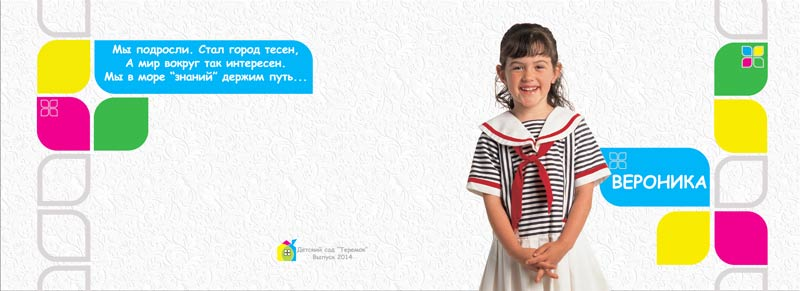 Мы подросли. Стал город тесен,
А мир вокруг так интересен.
Мы в море "знаний" держим путь...
ВЕРОНИКА
Детский сад "Теремок"
Выпуск 2014